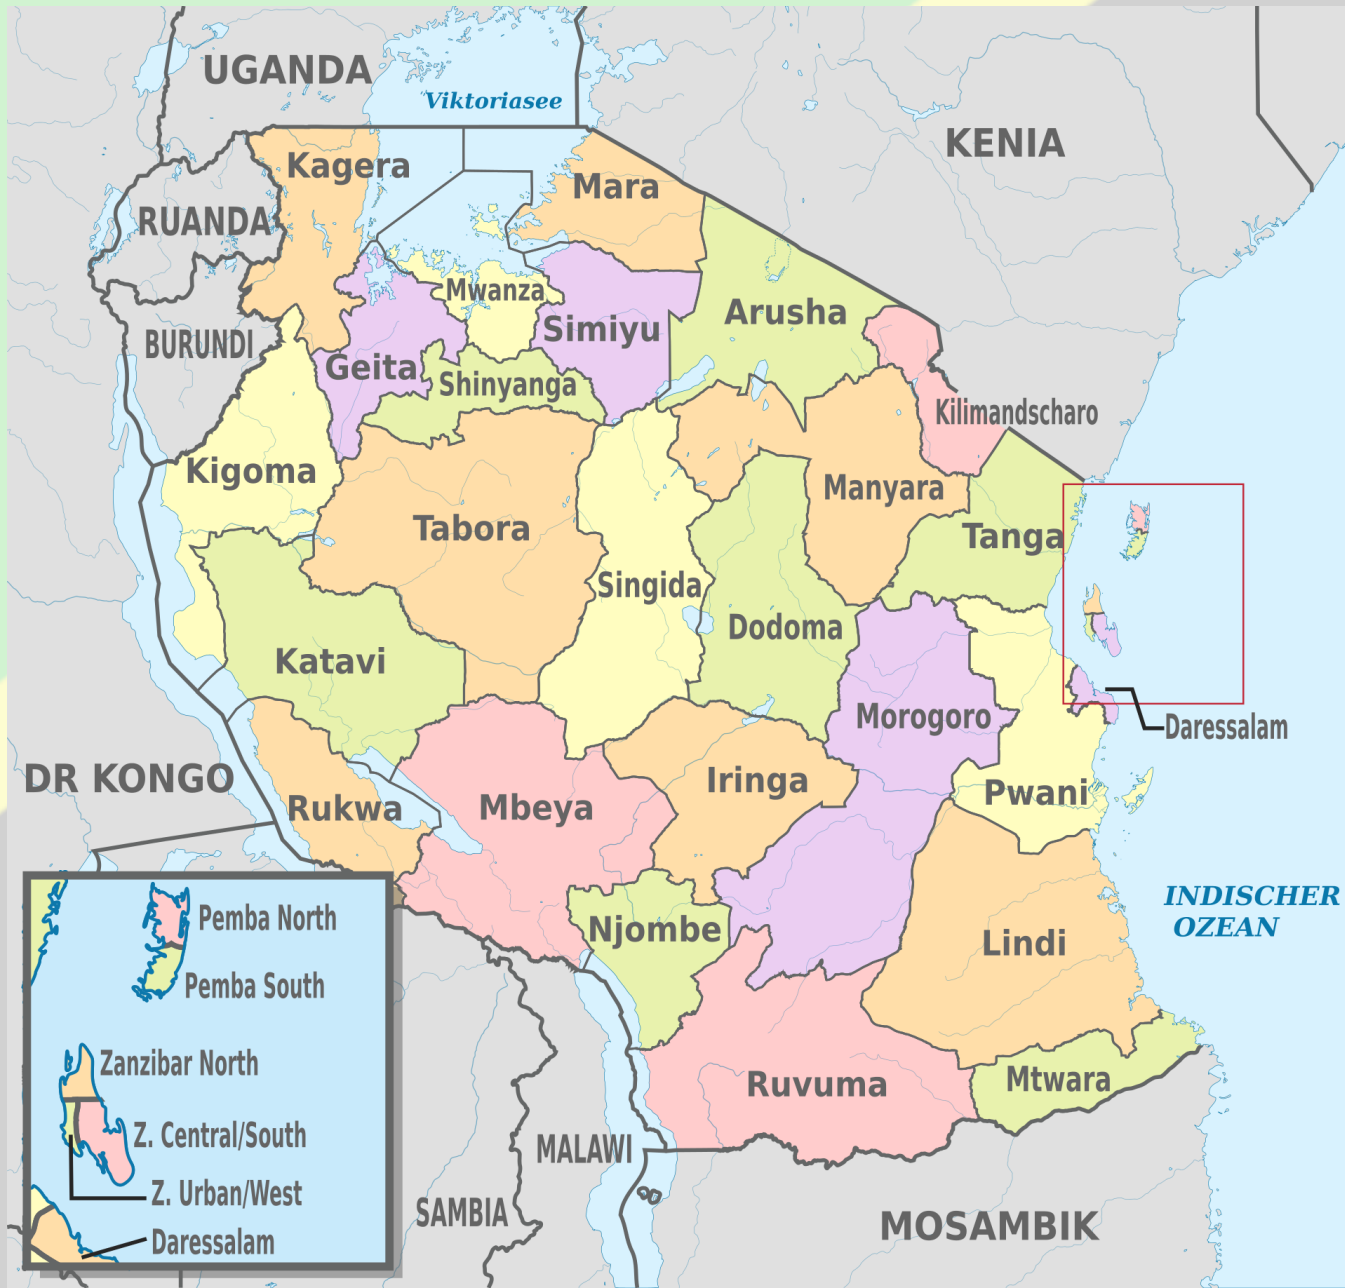 UGANDA
Viktoriasee
KENIA
Kagera
Mara
RUANDA
Mwanza
Arusha
Simiyu
BURUNDI
Geita
Shinyanga
Kilimandscharo
Kigoma
Manyara
Tabora
Tanga
Singida
Dodoma
Katavi
Morogoro
Daressalam
DR KONGO
Iringa
Pwani
Rukwa
Mbeya
INDISCHER
OZEAN
Njombe
Lindi
Pemba North
Pemba South
Zanzibar North
Ruvuma
Mtwara
Z. Central/South
MALAWI
Z. Urban/West
SAMBIA
MOSAMBIK
Daressalam